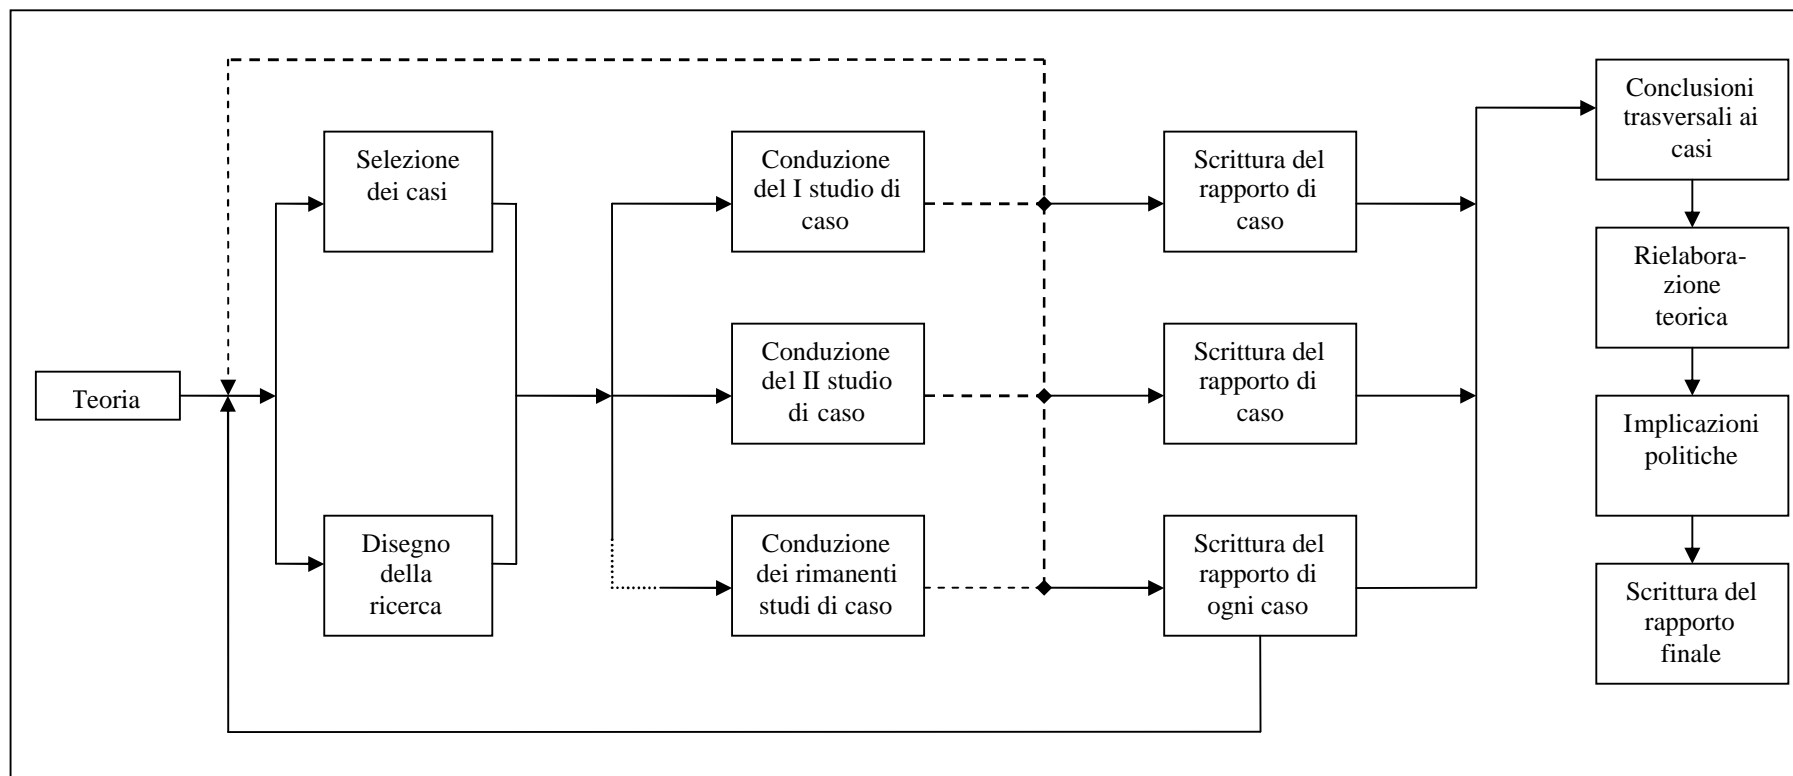 Teoria
Selezione
dei casi
Disegno
della
ricerca
Conduzione
del I studio di
caso
Conduzione
del II studio
di caso
Conduzione
dei rimanenti
studi di caso
Scrittura del
rapporto di
caso
Scrittura del
rapporto di
caso
Scrittura del
rapporto di
ogni caso
Conclusioni
trasversali ai
casi
Rielabora-
zione
teorica
Implicazioni
politiche
Scrittura del
rapporto
finale